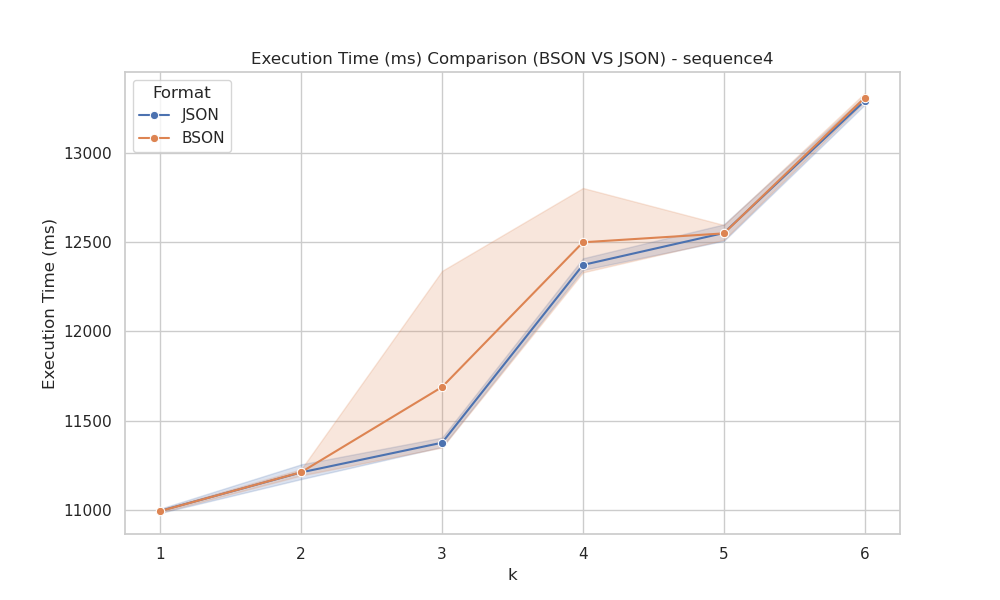 Execution Time (ms) Comparison (BSON VS JSON) - sequence4
Format
JSON
BSON
Execution Time (ms)
13000
12500
12000
11500
11000
1 2 3 4 5 6
k